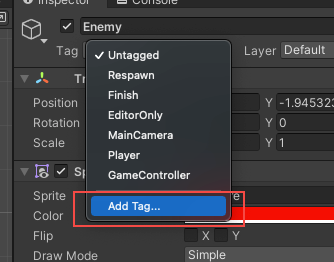 Inspector
Console
Enemy
Tag
Layer Default
Untagged
Respawn
Finish
EditorOnly
MainCamera
Player
GameController
Add Tag...
Position
Y -1.945323
Rotation
Y 0
Scale
Y 1
Sprite
Color
Flip
X Y
Draw Mode Simple